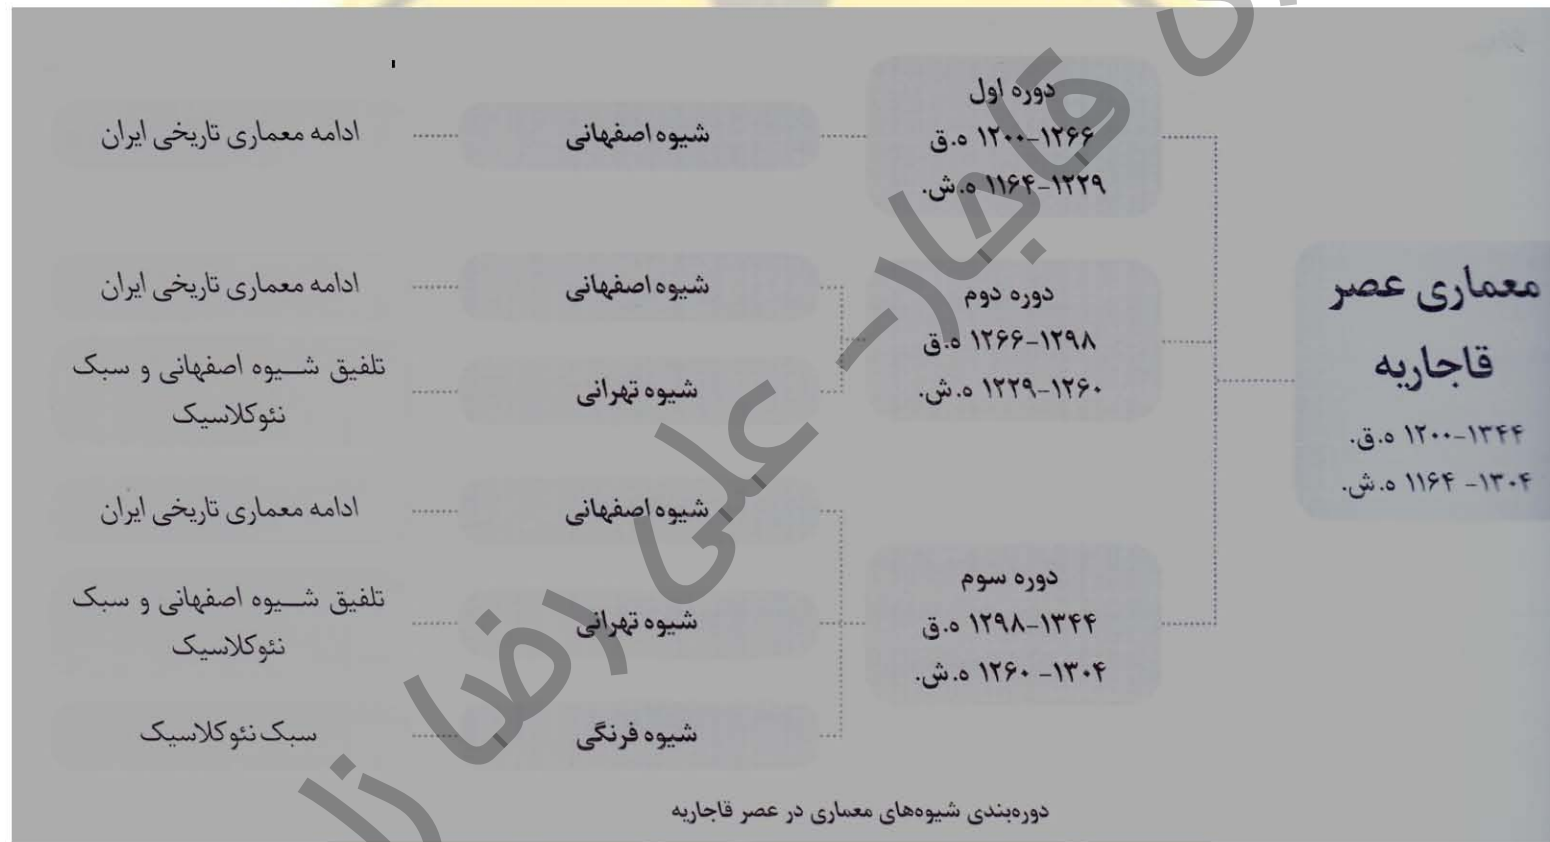 معماری عصر
قاجاریه
۱۲۰۰-۱۳۴۴ ه.ق.
۱۱۶۴ -۱۳۰۴ ه.ش.
دوره اول
۱۲۰۰-۱۲۶۶ ه.ق
۱۱۶۴-۱۲۲۹ ه.ش.
شیوه اصفهانی
ادامه معماری تاریخی ایران
دوره دوم
۱۲۶۶-۱۲۹۸ ه.ق
۱۲۲۹-۱۲۶۰ ه.ش.
شیوه اصفهانی
ادامه معماری تاریخی ایران
شیوه تهرانی
تلفیق شیوه اصفهانی و سبک
نئوکلاسیک
دوره سوم
۱۲۹۸-۱۳۴۴ ه.ق
۱۲۶۰ -۱۳۰۴ ه.ش.
شیوه اصفهانی
ادامه معماری تاریخی ایران
شیوه تهرانی
تلفیق شیوه اصفهانی و سبک
نئوکلاسیک
شیوه فرنگی
سبک نئوکلاسیک
دوره‌بندی شیوه‌های معماری در عصر قاجاریه
قاجار- علی رضا